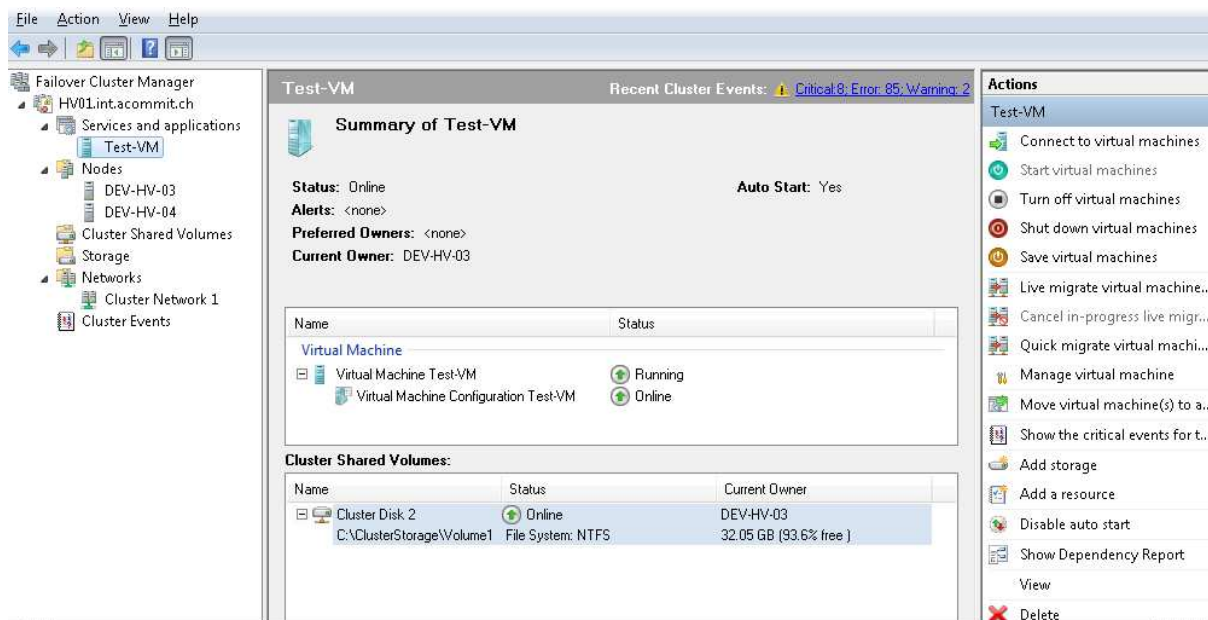 File Action View Help
Failover Cluster Manager
HV01.int.acommit.ch
Services and applications
Test-VM
Nodes
DEV-HV-03
DEV-HV-04
Cluster Shared Volumes
Storage
Networks
Cluster Network 1
Cluster Events
Test-VM Recent Cluster Events: Critical:8; Error: 85; Warning: 2
Summary of Test-VM
Status: Online Auto Start: Yes
Alerts: <none>
Preferred Owners: <none>
Current Owner: DEV-HV-03
Name Status
Virtual Machine
Virtual Machine Test-VM Running
Virtual Machine Configuration Test-VM Online
Cluster Shared Volumes:
Name Status Current Owner
Cluster Disk 2 Online DEV-HV-03
C:\ClusterStorage\Volume1 File System: NTFS 32.05 GB (93.6% free )
Actions
Test-VM
Connect to virtual machines
Start virtual machines
Turn off virtual machines
Shut down virtual machines
Save virtual machines
Live migrate virtual machine..
Cancel in-progress live migr...
Quick migrate virtual machi...
Manage virtual machine
Move virtual machine(s) to a..
Show the critical events for t..
Add storage
Add a resource
Disable auto start
Show Dependency Report
View
Delete